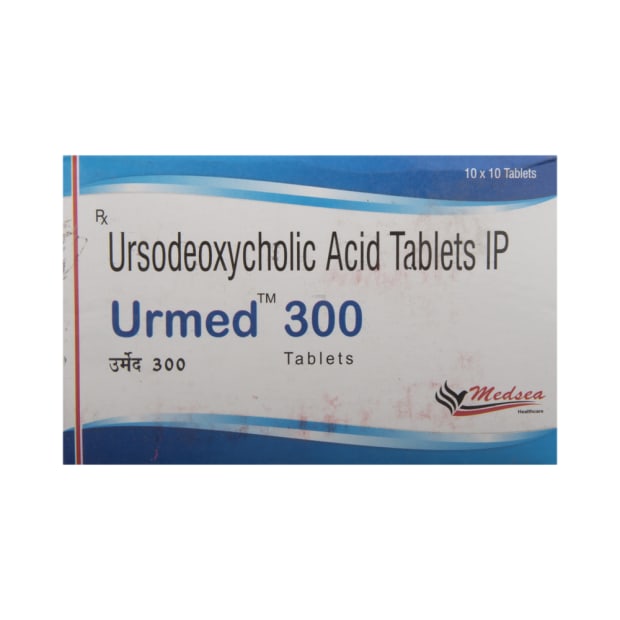 10 x 10 Tablets
Rx
Ursodeoxycholic Acid Tablets IP
Urmed™ 300
Tablets
उर्मेद 300
Medsea
Healthcare